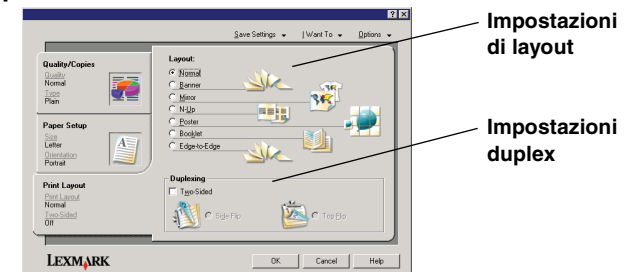 Save Settings
I Want To
Options
Quality/Copies
Quality
Normal
Type
Plain
Paper Setup
Size
Letter
Orientation
Portrait
Print Layout
Print Layout
Normal
Two-Sided
Off
Layout:
Normal
Banner
Mirror
N-Up
Poster
Booklet
Edge-to-Edge
Duplexing
Two-Sided
Side Flip
Top Flip
LEXMARK
OK
Cancel
Help
Impostazioni
di layout
Impostazioni
duplex